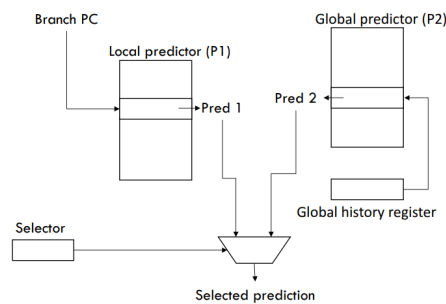 Branch PC
Global predictor (P2)
Local predictor (P1)
Pred 1
Pred 2
Global history register
Selector
Selected prediction